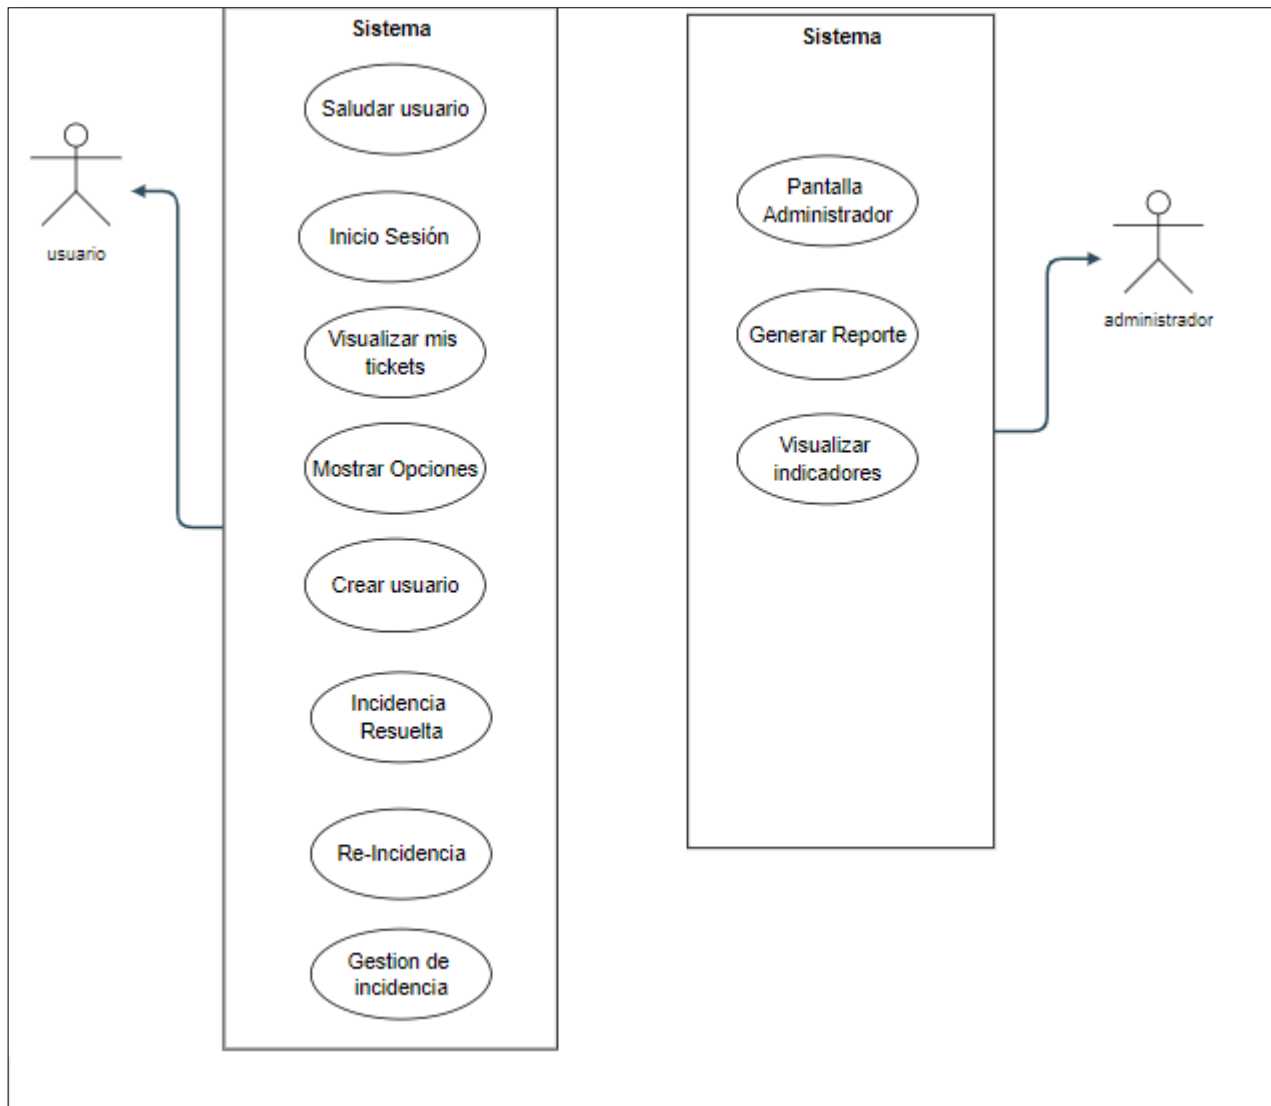 Sistema
Saludar usuario
usuario
Inicio Sesión
Visualizar mis
tickets
Mostrar Opciones
Crear usuario
Incidencia
Resuelta
Re-Incidencia
Gestion de
incidencia
Sistema
Pantalla
Administrador
administrador
Generar Reporte
Visualizar
indicadores